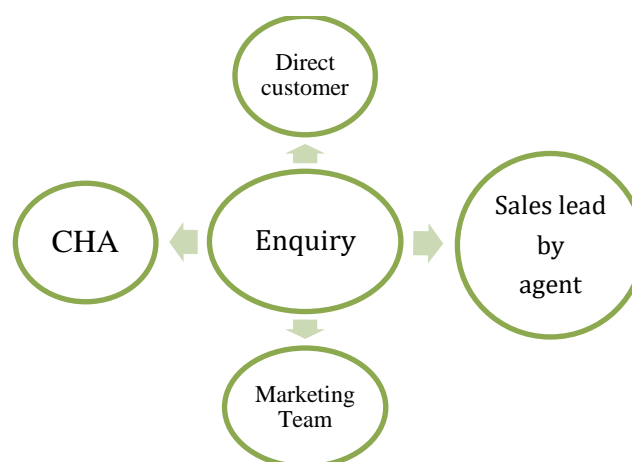 Direct
customer
CHA
Enquiry
Sales lead
by
agent
Marketing
Team